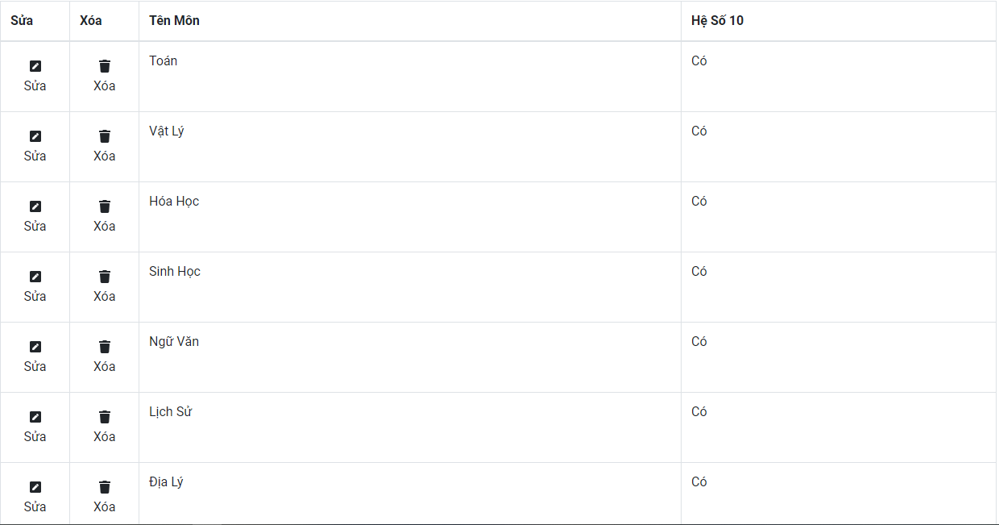 Sửa Xóa Tên Môn Hệ Số 10
Toán Có
Sửa Xóa
Vật Lý Có
Sửa Xóa
Hóa Học Có
Sửa Xóa
Sinh Học Có
Sửa Xóa
Ngữ Văn Có
Sửa Xóa
Lịch Sử Có
Sửa Xóa
Địa Lý Có
Sửa Xóa